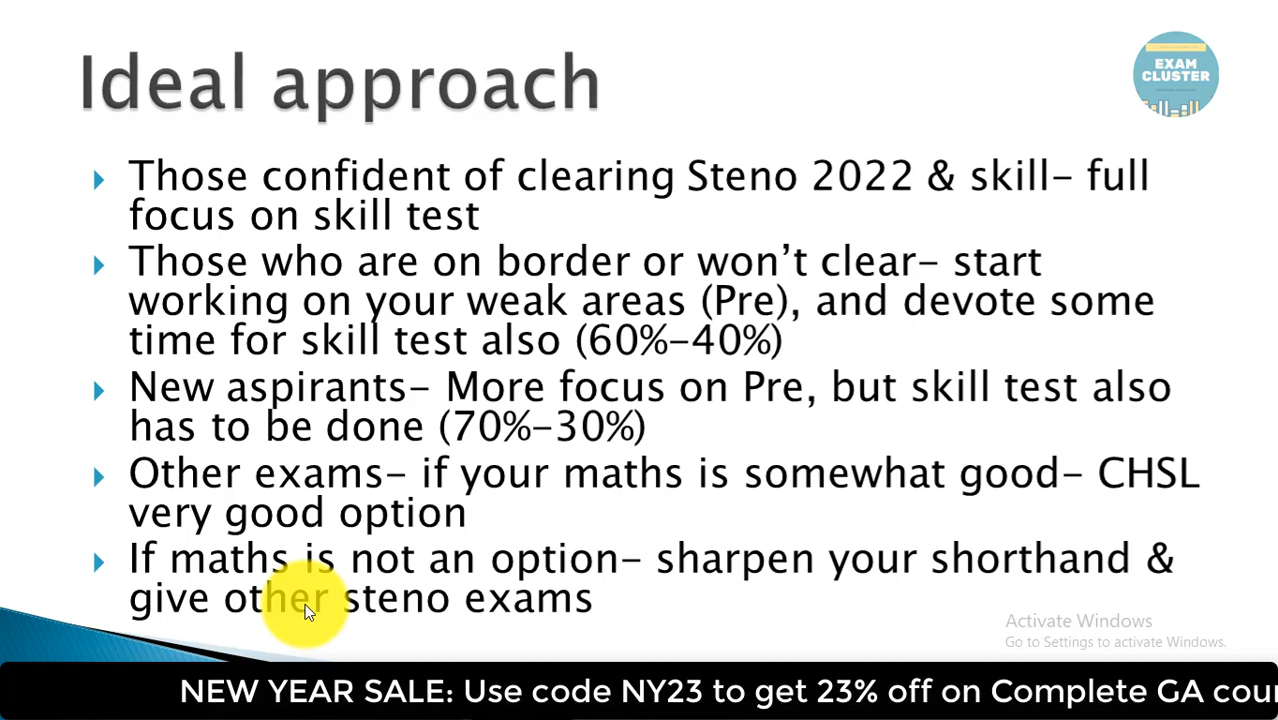 Ideal approach
EXAM
CLUSTER
Those confident of clearing Steno 2022 & skill- full
focus on skill test
Those who are on border or won't clear- start
working on your weak areas (Pre), and devote some
time for skill test also (60%-40%)
New aspirants- More focus on Pre, but skill test also
has to be done (70%-30%)
Other exams- if your maths is somewhat good- CHSL
very good option
If maths is not an option- sharpen your shorthand &
give other steno exams
Activate Windows
Go to Settings to activate Windows.
NEW YEAR SALE: Use code NY23 to get 23% off on Complete GA cour